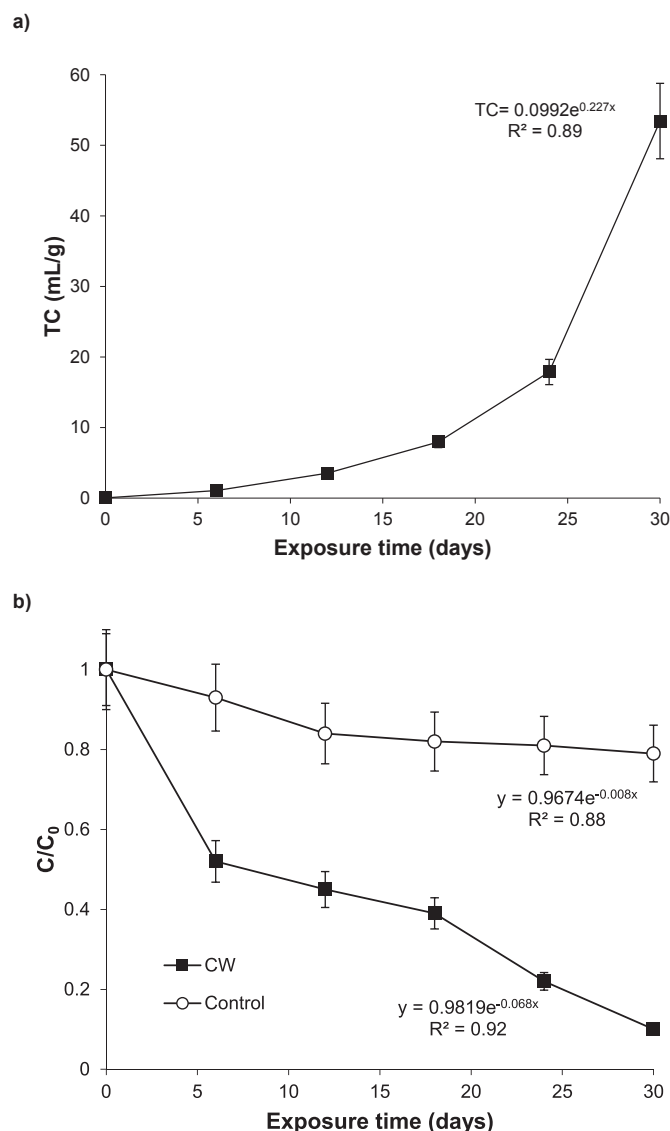 a)
TC= 0.0992e^0.227x
R² = 0.89
60
50
40
30
20
10
0
TC (mL/g)
0 5 10 15 20 25 30
Exposure time (days)
b)
1
0.8
0.6
0.4
0.2
0
C/C₀
y = 0.9674e^-0.008x
R² = 0.88
CW
Control
y = 0.9819e^-0.068x
R² = 0.92
0 5 10 15 20 25 30
Exposure time (days)